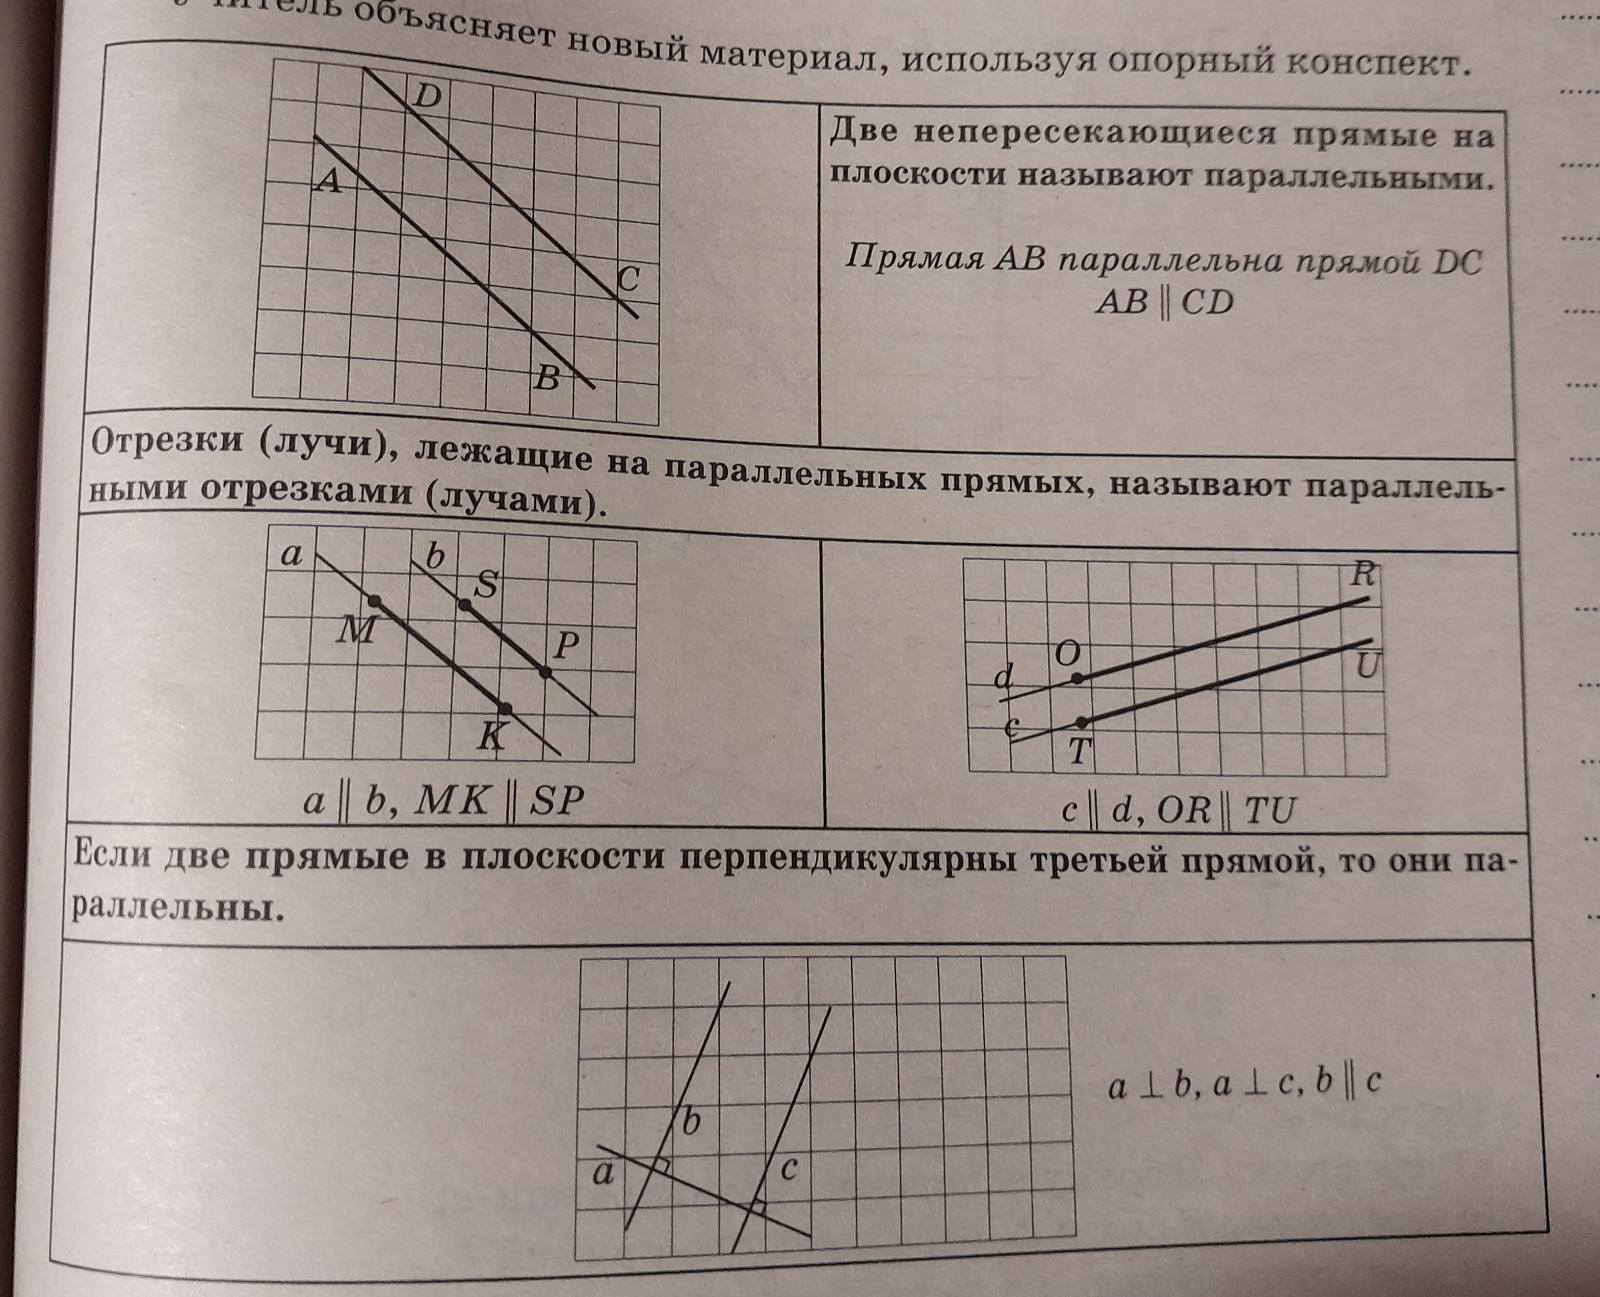 учитель объясняет новый материал, используя опорный конспект.
D
A
C
B
Две непересекающиеся прямые на
плоскости называют параллельными.
Прямая AB параллельна прямой DC
AB || CD
Отрезки (лучи), лежащие на параллельных прямых, называют параллель-
ными отрезками (лучами).
a b
S
M
P
K
a || b, MK || SP
R
O
U
d
c
T
c || d, OR || TU
Если две прямые в плоскости перпендикулярны третьей прямой, то они па-
раллельны.
b
a
c
a ⊥ b, a ⊥ c, b || c